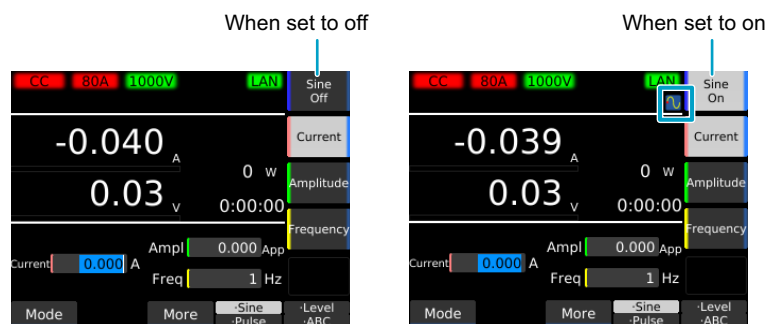 When set to off
When set to on
CC 80A 1000V LAN
Sine
Off
-0.040 A
Current
0 W
Amplitude
0.03 V
0:00:00
Frequency
Ampl 0.000 App
Current 0.000 A
Freq 1 Hz
Mode
More
·Sine
·Pulse
·Level
·ABC
CC 80A 1000V LAN
Sine
On
-0.039 A
Current
0 W
Amplitude
0.03 V
0:00:00
Frequency
Ampl 0.000 App
Current 0.000 A
Freq 1 Hz
Mode
More
·Sine
·Pulse
·Level
·ABC